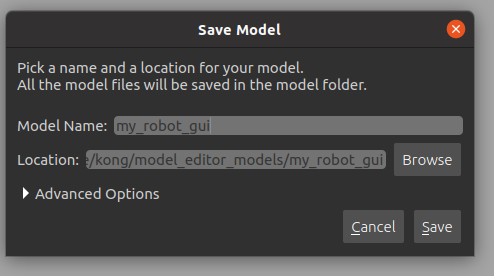 Save Model
Pick a name and a location for your model.
All the model files will be saved in the model folder.
Model Name: my_robot_gui
Location: e/kong/model_editor_models/my_robot_gui Browse
Advanced Options
Cancel Save